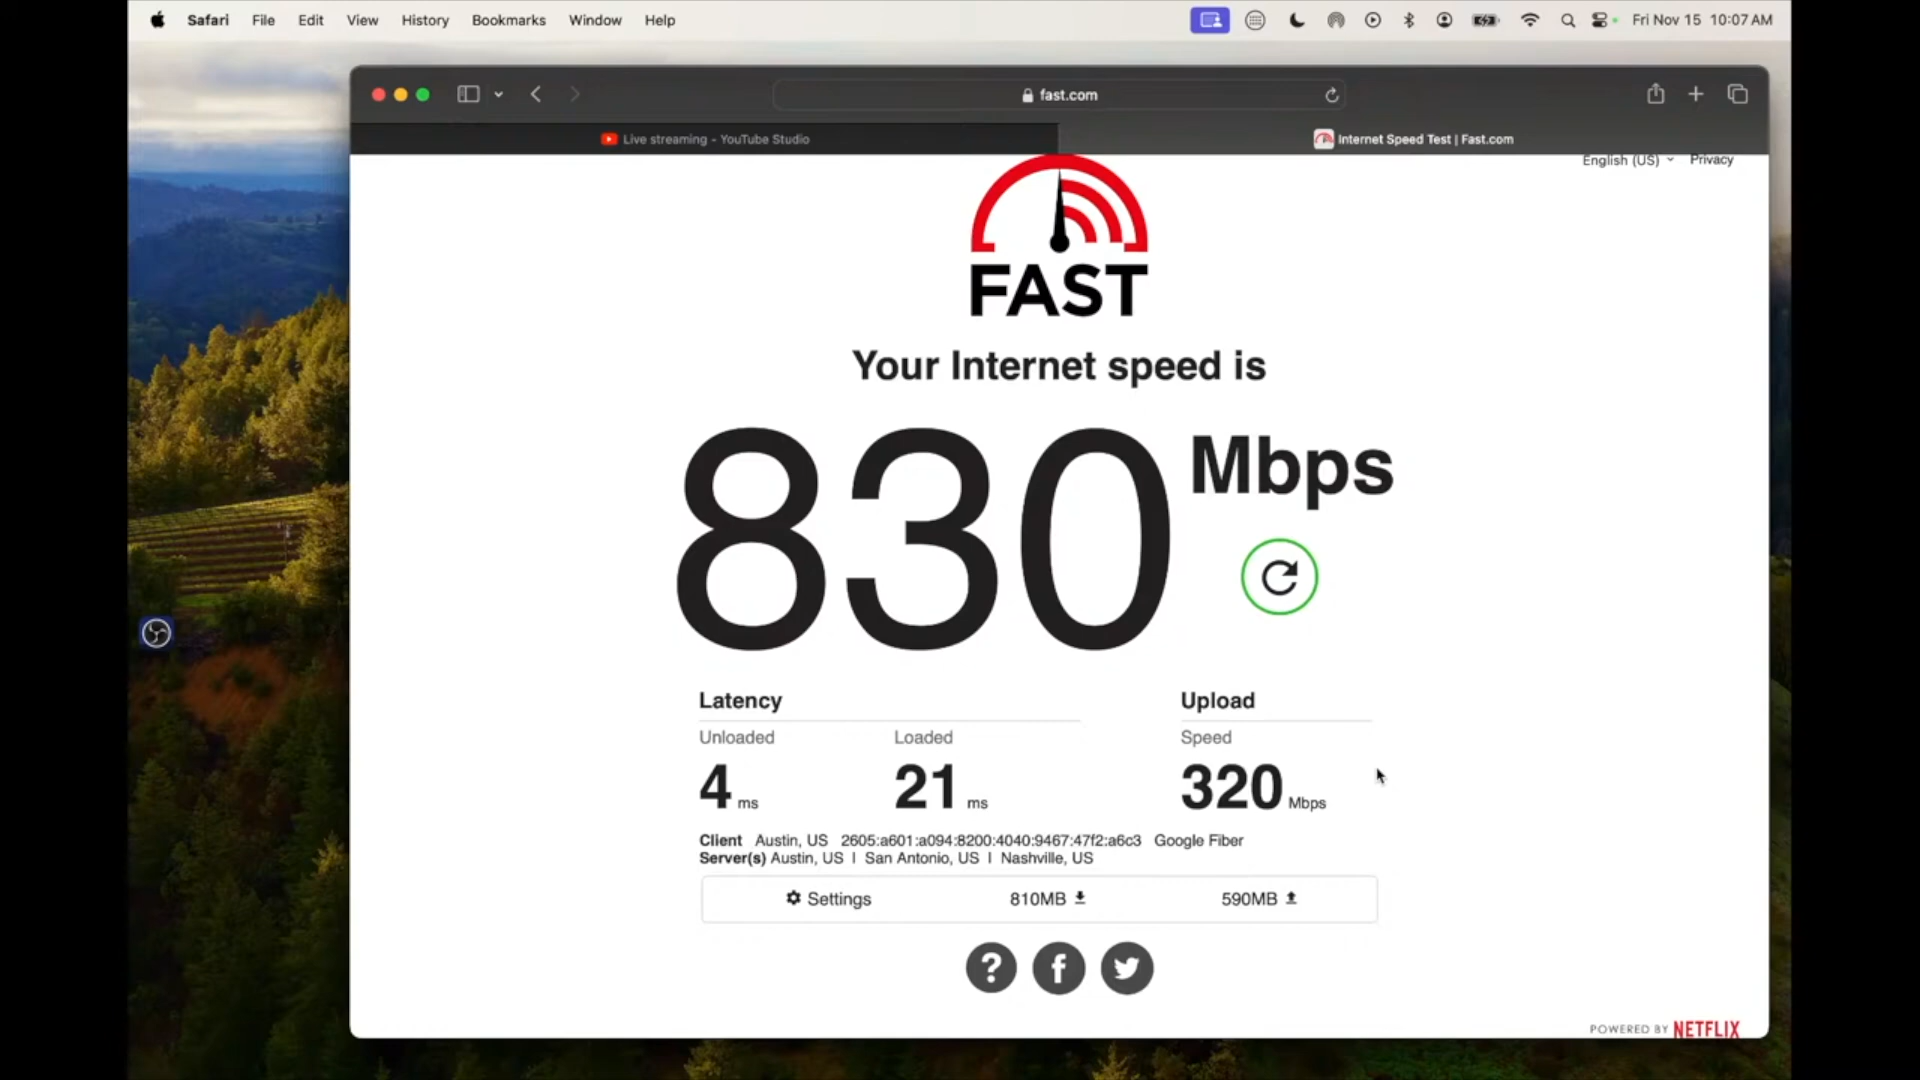 Safari File Edit View History Bookmarks Window Help Fri Nov 15 10:07 AM
fast.com
Live streaming - YouTube Studio Internet Speed Test | Fast.com
English (US) Privacy
FAST
Your Internet speed is
830 Mbps
Latency Upload
Unloaded Loaded Speed
4 ms 21 ms 320 Mbps
Client Austin, US 2605:a601:a094:8200:4040:9467:47f2:a6c3 Google Fiber
Server(s) Austin, US | San Antonio, US | Nashville, US
Settings 810MB 590MB
?
f
POWERED BY NETFLIX